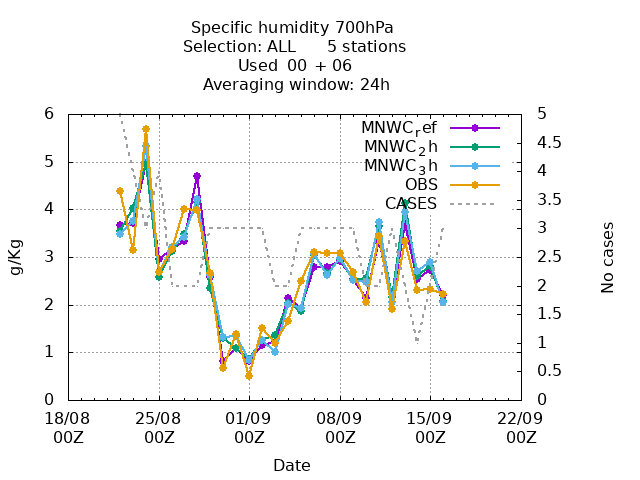 Specific humidity 700hPa
Selection: ALL 5 stations
Used 00 + 06
Averaging window: 24h
MNWCref
MNWC2h
MNWC3h
OBS
CASES
g/Kg
6
5
4
3
2
1
0
No cases
5
4.5
4
3.5
3
2.5
2
1.5
1
0.5
0
18/08 25/08 01/09 08/09 15/09 22/09
00Z 00Z 00Z 00Z 00Z 00Z
Date